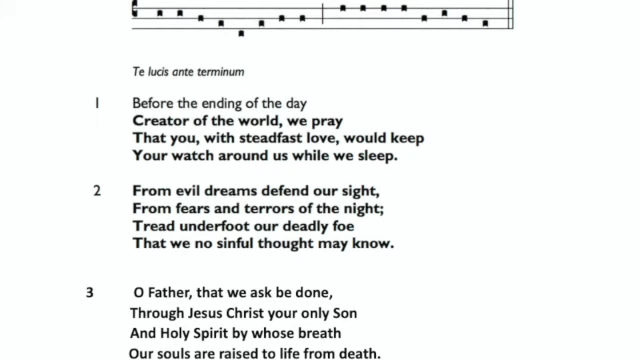 Te lucis ante terminum
1 Before the ending of the day
Creator of the world, we pray
That you, with steadfast love, would keep
Your watch around us while we sleep.
2 From evil dreams defend our sight,
From fears and terrors of the night;
Tread underfoot our deadly foe
That we no sinful thought may know.
3 O Father, that we ask be done,
Through Jesus Christ your only Son
And Holy Spirit by whose breath
Our souls are raised to life from death.